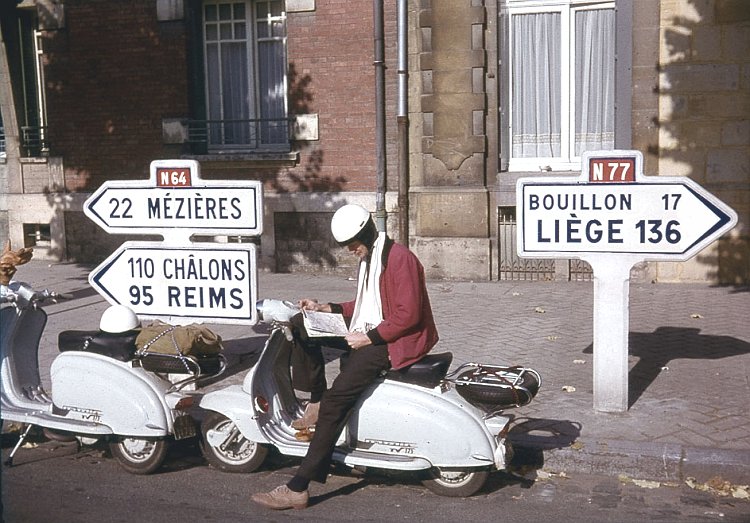 N 64
22 MÉZIÈRES
110 CHÂLONS
95 REIMS
N 77
BOUILLON 17
LIÈGE 136